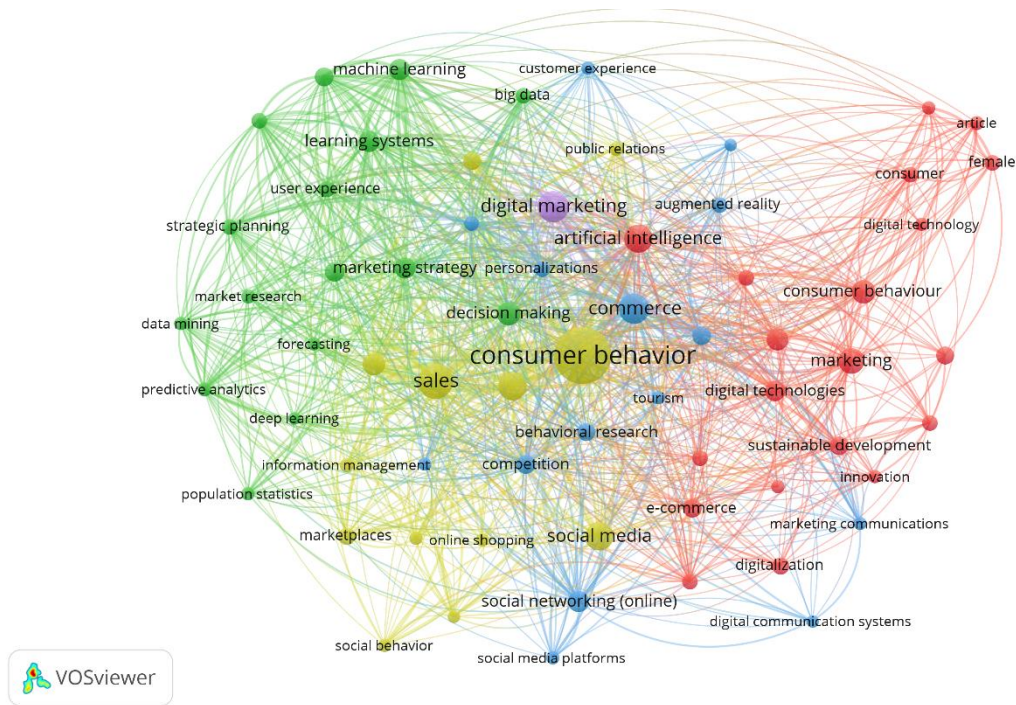 customer experience
machine learning
big data
article
learning systems
public relations
female
consumer
user experience
digital marketing
augmented reality
strategic planning
digital technology
artificial intelligence
marketing strategy
personalizations
consumer behaviour
market research
commerce
decision making
data mining
forecasting
consumer behavior
marketing
sales
predictive analytics
digital technologies
tourism
deep learning
behavioral research
sustainable development
information management
competition
innovation
population statistics
e-commerce
marketing communications
marketplaces
online shopping
social media
digitalization
social networking (online)
digital communication systems
social behavior
social media platforms
VOSviewer